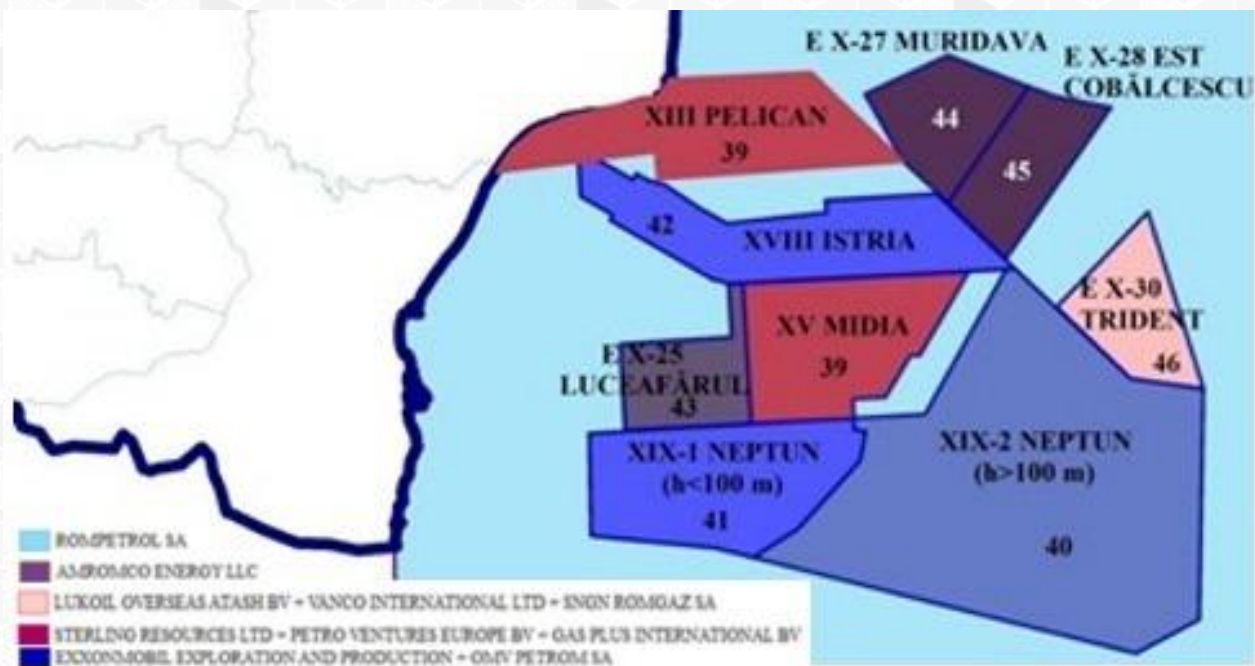 E X-27 MURIDAVA
E X-28 EST
COBĂLCESCU
XIII PELICAN
39
44
45
42
XVIII ISTRIA
E X-30
TRIDENT
46
XV MIDIA
39
E X-25
LUCEAFĂRUL
43
XIX-1 NEPTUN
(h<100 m)
41
XIX-2 NEPTUN
(h>100 m)
40
ROMPETROL SA
AMROMCO ENERGY LLC
LUKOIL OVERSEAS ATASH BV + VANCO INTERNATIONAL LTD + SNGN ROMGAZ SA
STERLING RESOURCES LTD + PETRO VENTURES EUROPE BV + GAS PLUS INTERNATIONAL BV
EXXONMOBIL EXPLORATION AND PRODUCTION + OMV PETROM SA